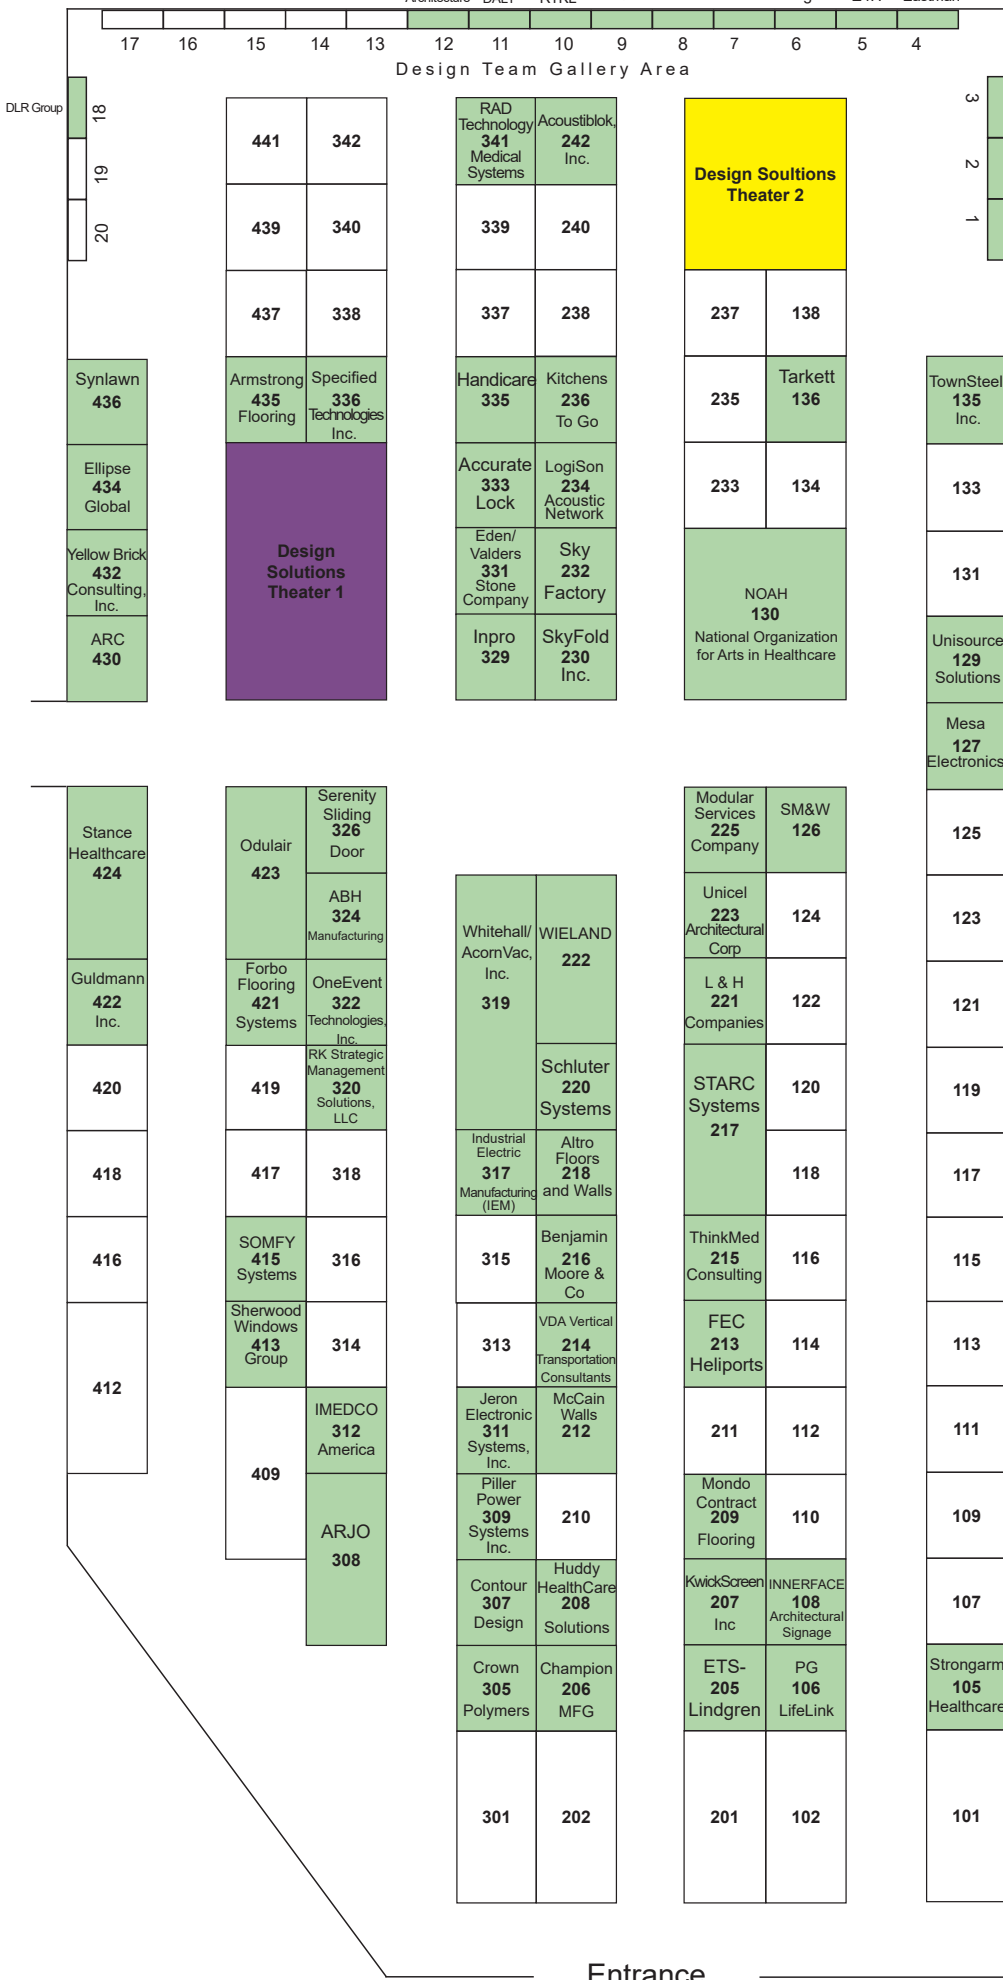 17 16 15 14 13 12 11 10 9 8 7 6 5 4
Design Team Gallery Area
DLR Group
18
19
20
3
2
1
441
342
RAD
Technology
341
Medical
Systems
Acoustiblok,
242
Inc.
Design Soultions
Theater 2
439
340
339
240
437
338
337
238
237
138
Synlawn
436
Armstrong
435
Flooring
Specified
336
Technologies
Inc.
Handicare
335
Kitchens
236
To Go
235
Tarkett
136
TownSteel
135
Inc.
Ellipse
434
Global
Design
Solutions
Theater 1
Accurate
333
Lock
LogiSon
234
Acoustic
Network
233
134
133
Yellow Brick
432
Consulting,
Inc.
Eden/
Valders
331
Stone
Company
Sky
232
Factory
NOAH
130
National Organization
for Arts in Healthcare
131
ARC
430
Inpro
329
SkyFold
230
Inc.
Unisource
129
Solutions
Mesa
127
Electronics
Stance
Healthcare
424
Odulair
423
Serenity
Sliding
326
Door
Modular
Services
225
Company
SM&W
126
125
ABH
324
Manufacturing
Whitehall/
AcornVac,
Inc.
319
WIELAND
222
Unicel
223
Architectural
Corp
124
123
Guldmann
422
Inc.
Forbo
Flooring
421
Systems
OneEvent
322
Technologies,
Inc.
L & H
221
Companies
122
121
420
419
RK Strategic
Management
320
Solutions,
LLC
Schluter
220
Systems
STARC
Systems
217
120
119
418
417
318
Industrial
Electric
317
Manufacturing
(IEM)
Altro
Floors
218
and Walls
118
117
416
SOMFY
415
Systems
316
315
Benjamin
216
Moore &
Co
ThinkMed
215
Consulting
116
115
412
Sherwood
Windows
413
Group
314
313
VDA Vertical
214
Transportation
Consultants
FEC
213
Heliports
114
113
409
IMEDCO
312
America
Jeron
Electronic
311
Systems,
Inc.
McCain
Walls
212
211
112
111
ARJO
308
Piller
Power
309
Systems
Inc.
210
Mondo
Contract
209
Flooring
110
109
Contour
307
Design
Huddy
HealthCare
208
Solutions
KwickScreen
207
Inc
INNERFACE
108
Architectural
Signage
107
Crown
305
Polymers
Champion
206
MFG
ETS-
205
Lindgren
PG
106
LifeLink
Strongarm
105
Healthcare
301
202
201
102
101
Entrance